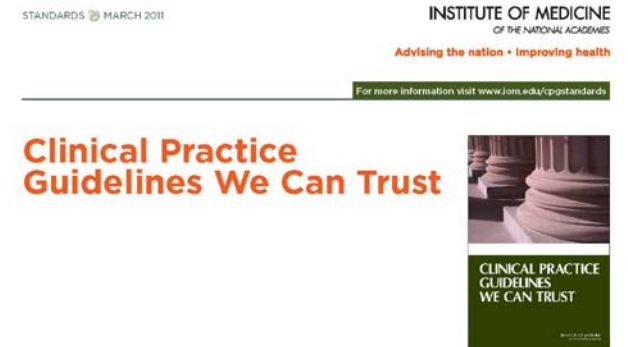 STANDARDS MARCH 2011
INSTITUTE OF MEDICINE
OF THE NATIONAL ACADEMIES
Advising the nation • Improving health
For more information visit www.iom.edu/cpgstandards
Clinical Practice
Guidelines We Can Trust
CLINICAL PRACTICE
GUIDELINES
WE CAN TRUST